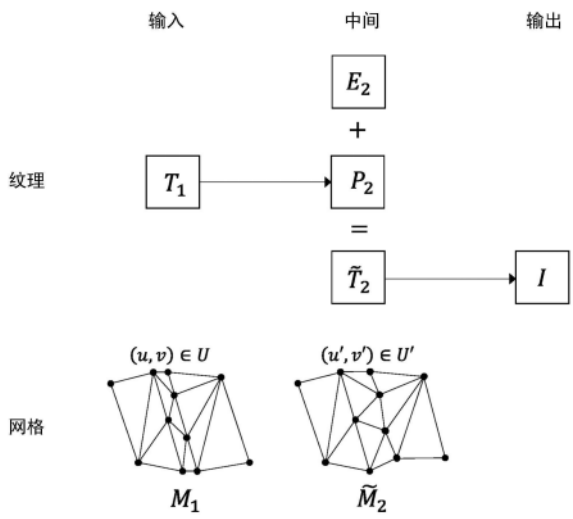 输入 中间 输出
E₂
+
纹理 T₁ P₂
=
T̃₂ I
(u, v) ∈ U (u′, v′) ∈ U′
网格
M₁ M̃₂